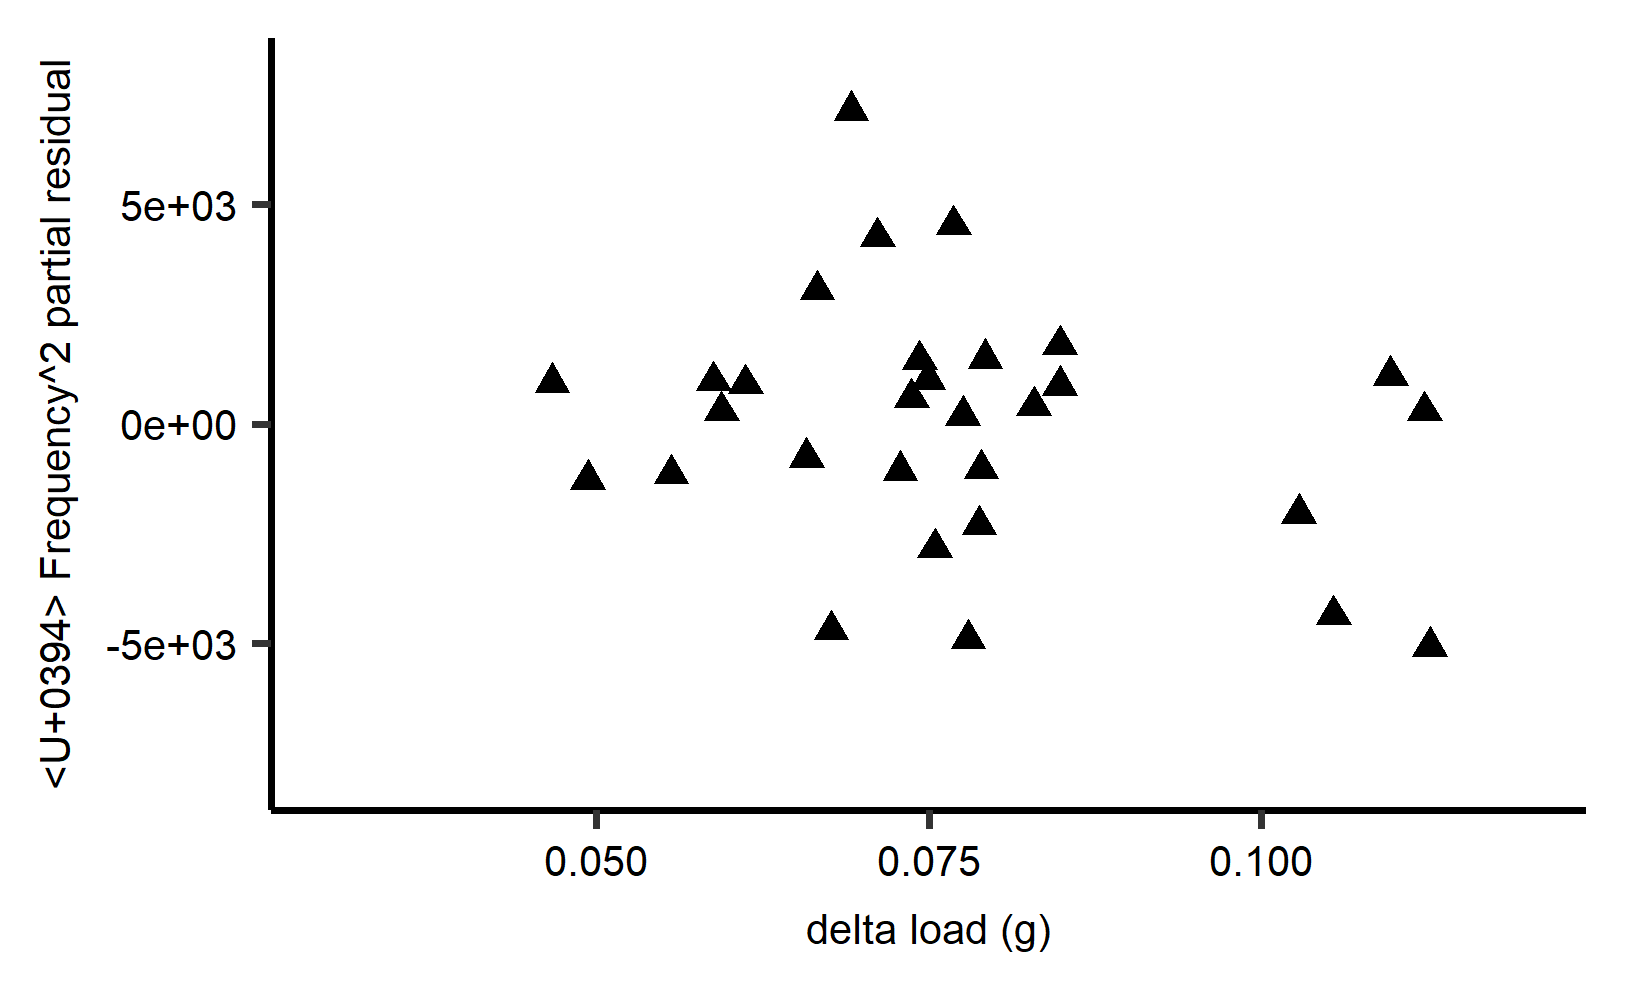 <U+0394> Frequency^2 partial residual
5e+03
0e+00
-5e+03
0.050 0.075 0.100
delta load (g)